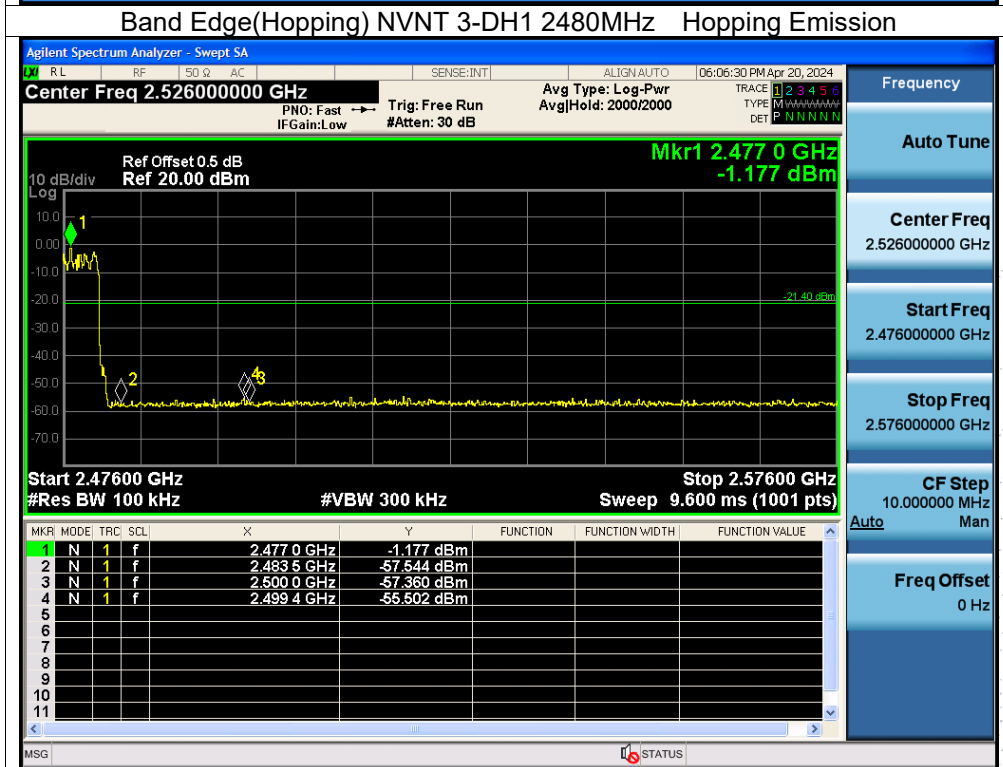 Band Edge(Hopping) NVNT 3-DH1 2480MHz Hopping Emission
Agilent Spectrum Analyzer - Swept SA
LXI RL RF 50 Ω AC SENSE:INT ALIGN AUTO 06:06:30 PM Apr 20, 2024
Center Freq 2.526000000 GHz
PNO: Fast
IFGain:Low
Trig: Free Run
#Atten: 30 dB
Avg Type: Log-Pwr
Avg|Hold: 2000/2000
TRACE 1 2 3 4 5 6
TYPE M
DET P N N N N N
Mkr1 2.477 0 GHz
-1.177 dBm
Ref Offset 0.5 dB
Ref 20.00 dBm
10 dB/div
Log
10.0
0.00
-10.0
-20.0
-30.0
-40.0
-50.0
-60.0
-70.0
1
2
4
3
-21.40 dBm
Start 2.47600 GHz Stop 2.57600 GHz
#Res BW 100 kHz #VBW 300 kHz Sweep 9.600 ms (1001 pts)
MKR MODE TRC SCL X Y FUNCTION FUNCTION WIDTH FUNCTION VALUE
1 N 1 f 2.477 0 GHz -1.177 dBm
2 N 1 f 2.483 5 GHz -57.544 dBm
3 N 1 f 2.500 0 GHz -57.360 dBm
4 N 1 f 2.499 4 GHz -55.502 dBm
5
6
7
8
9
10
11
MSG STATUS
Frequency
Auto Tune
Center Freq
2.526000000 GHz
Start Freq
2.476000000 GHz
Stop Freq
2.576000000 GHz
CF Step
10.000000 MHz
Auto Man
Freq Offset
0 Hz